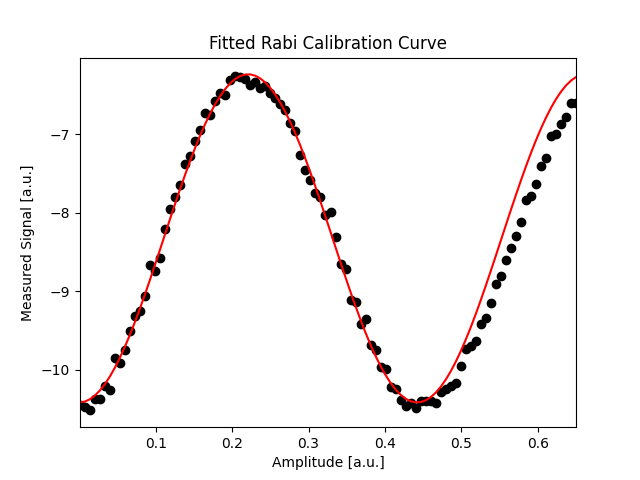 Fitted Rabi Calibration Curve
Measured Signal [a.u.]
−7
−8
−9
−10
0.1 0.2 0.3 0.4 0.5 0.6
Amplitude [a.u.]